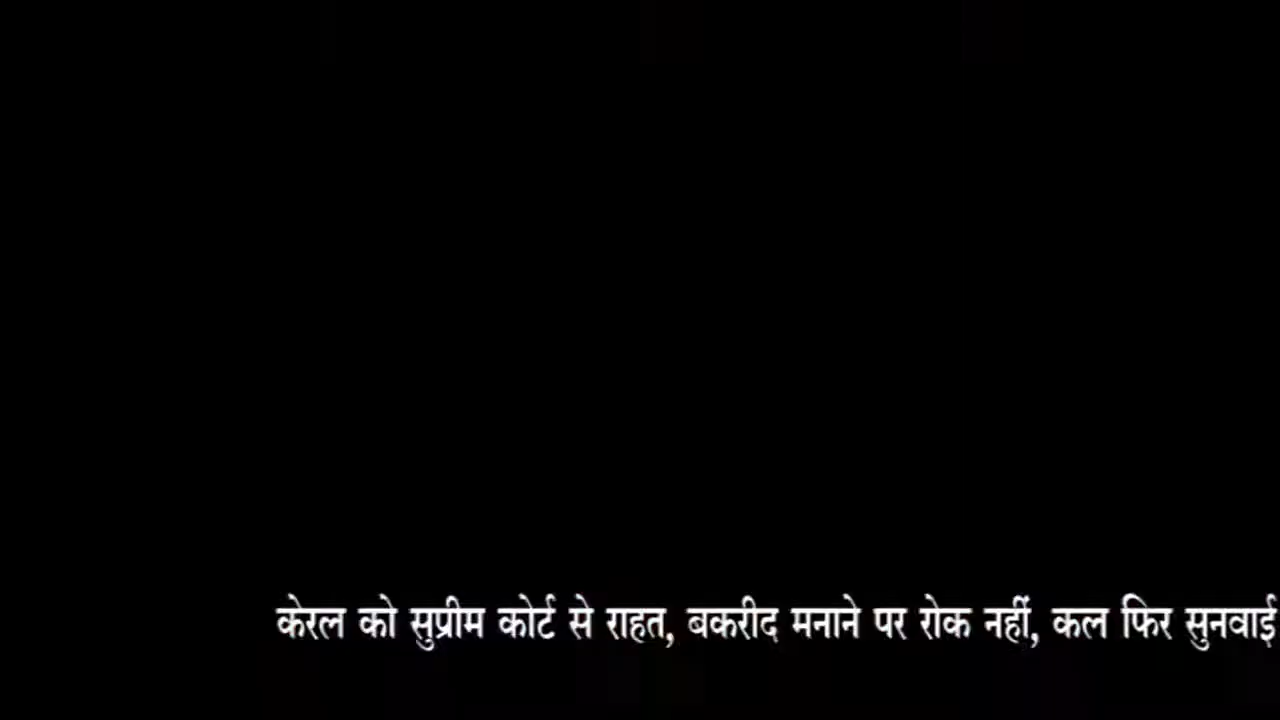 केरल को सुप्रीम कोर्ट से राहत, बकरीद मनाने पर रोक नहीं, कल फिर सुनवाई